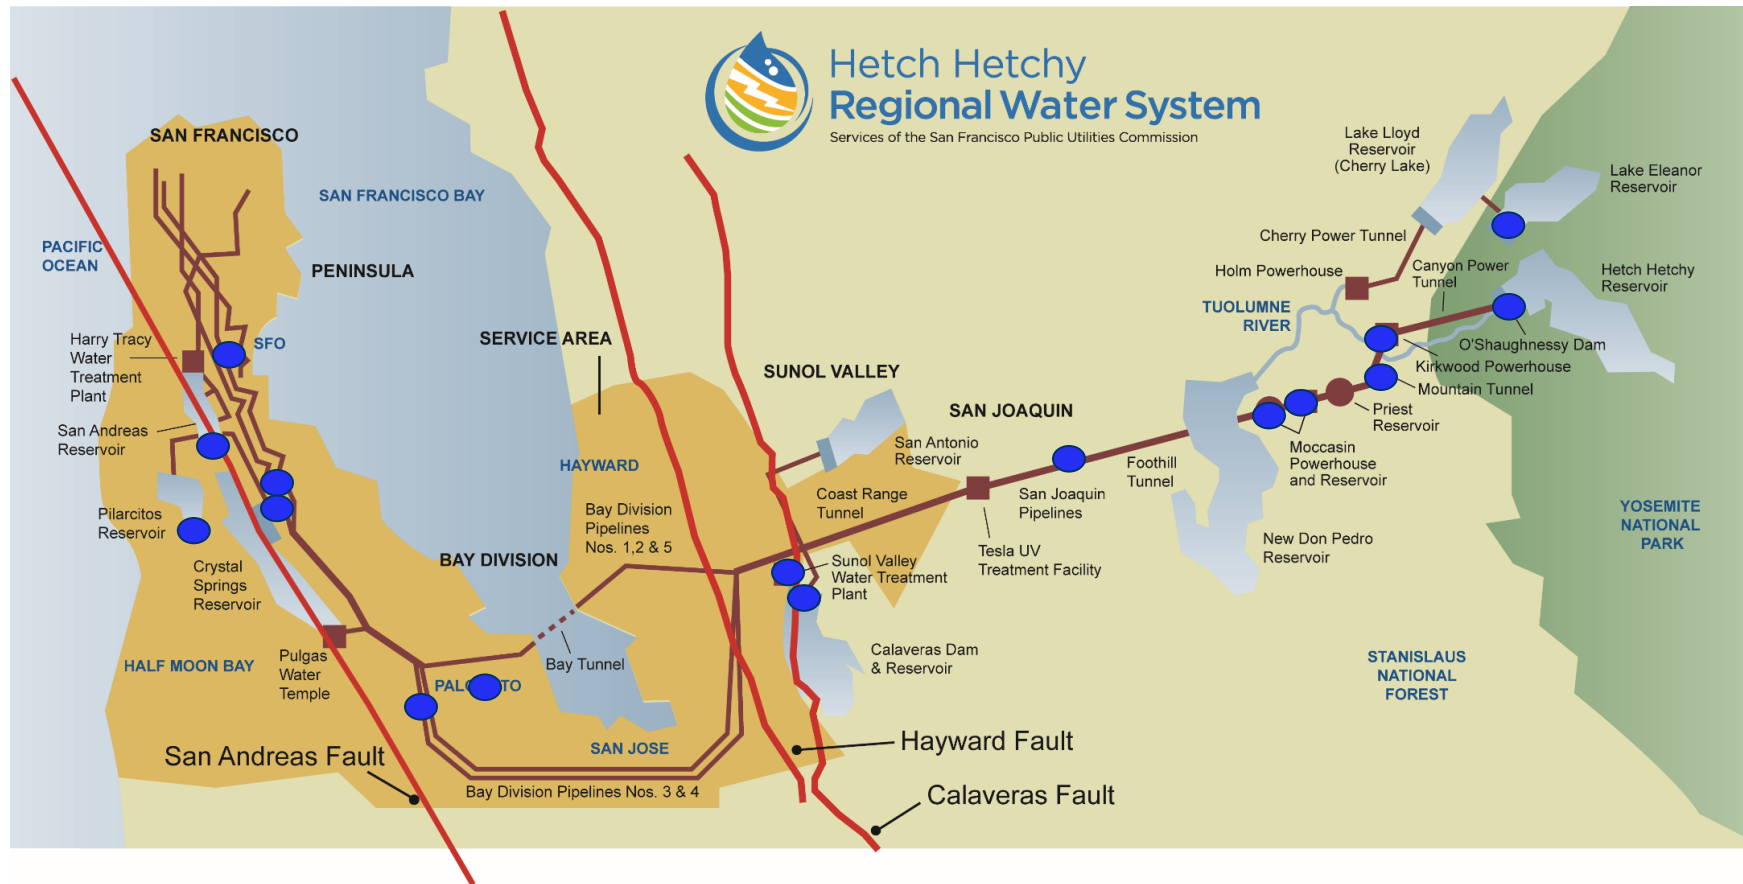 Hetch Hetchy
Regional Water System
Services of the San Francisco Public Utilities Commission
SAN FRANCISCO
SAN FRANCISCO BAY
PACIFIC
OCEAN
PENINSULA
Harry Tracy
Water
Treatment
Plant
SFO
San Andreas
Reservoir
Pilarcitos
Reservoir
Crystal
Springs
Reservoir
HALF MOON BAY
Pulgas
Water
Temple
San Andreas Fault
SERVICE AREA
HAYWARD
Bay Division
Pipelines
Nos. 1,2 & 5
BAY DIVISION
Bay Tunnel
SAN JOSE
Bay Division Pipelines Nos. 3 & 4
SUNOL VALLEY
San Antonio
Reservoir
Coast Range
Tunnel
Sunol Valley
Water Treatment
Plant
Calaveras Dam
& Reservoir
Hayward Fault
Calaveras Fault
SAN JOAQUIN
San Joaquin
Pipelines
Tesla UV
Treatment Facility
Foothill
Tunnel
New Don Pedro
Reservoir
Moccasin
Powerhouse
and Reservoir
Priest
Reservoir
Mountain Tunnel
Kirkwood Powerhouse
O'Shaughnessy Dam
Lake Lloyd
Reservoir
(Cherry Lake)
Lake Eleanor
Reservoir
Cherry Power Tunnel
Holm Powerhouse
Canyon Power
Tunnel
Hetch Hetchy
Reservoir
TUOLUMNE
RIVER
YOSEMITE
NATIONAL
PARK
STANISLAUS
NATIONAL
FOREST